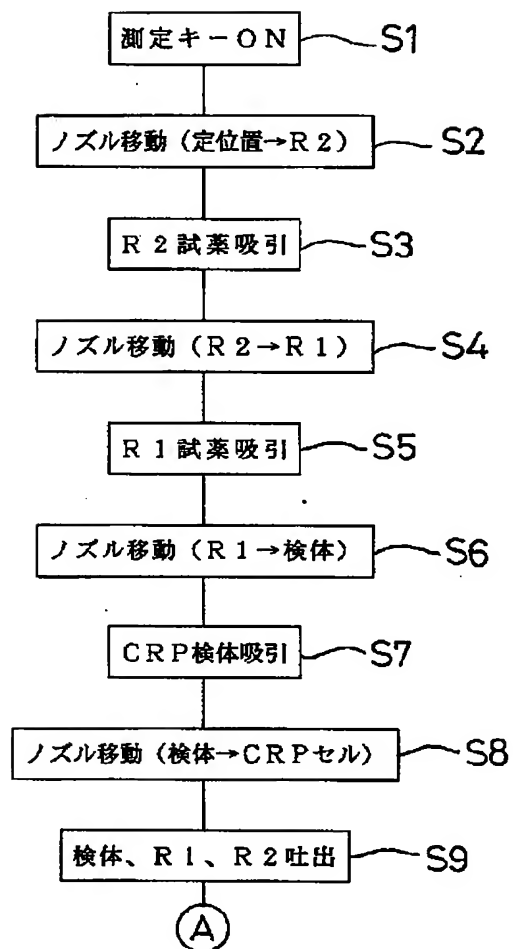 測定キーON S1
ノズル移動（定位置→R2） S2
R2試薬吸引 S3
ノズル移動（R2→R1） S4
R1試薬吸引 S5
ノズル移動（R1→検体） S6
CRP検体吸引 S7
ノズル移動（検体→CRPセル） S8
検体、R1、R2吐出 S9
A